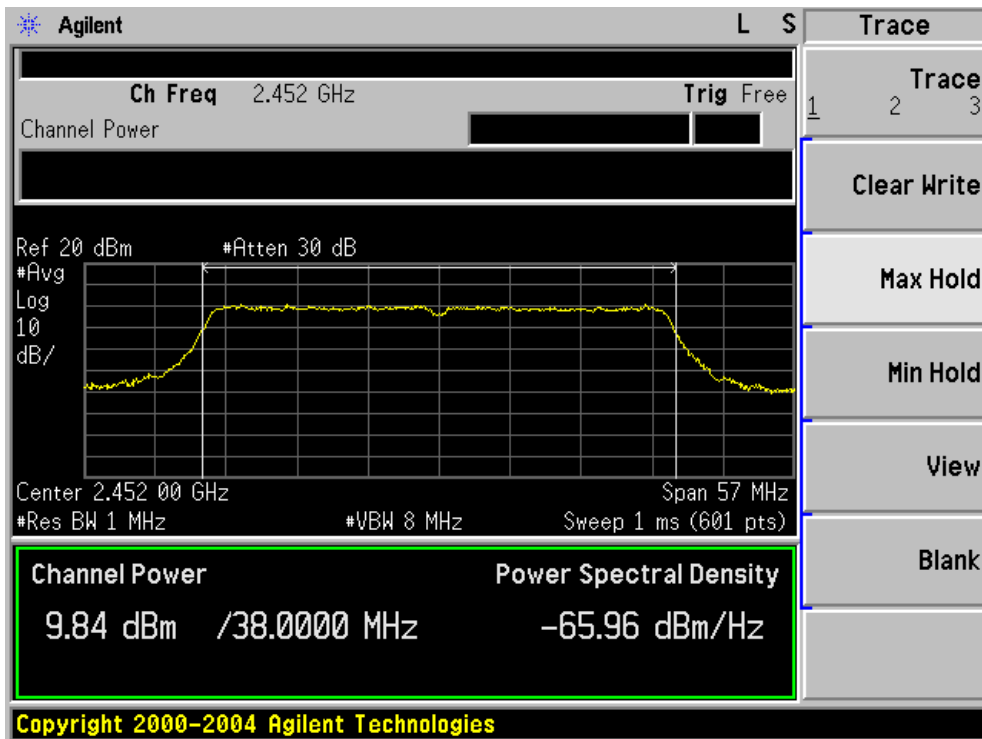 Agilent L S
Ch Freq 2.452 GHz Trig Free
Channel Power
Ref 20 dBm #Atten 30 dB
#Avg
Log
10
dB/
Center 2.452 00 GHz Span 57 MHz
#Res BW 1 MHz #VBW 8 MHz Sweep 1 ms (601 pts)
Channel Power Power Spectral Density
9.84 dBm /38.0000 MHz -65.96 dBm/Hz
Copyright 2000-2004 Agilent Technologies
Trace
Trace
1 2 3
Clear Write
Max Hold
Min Hold
View
Blank